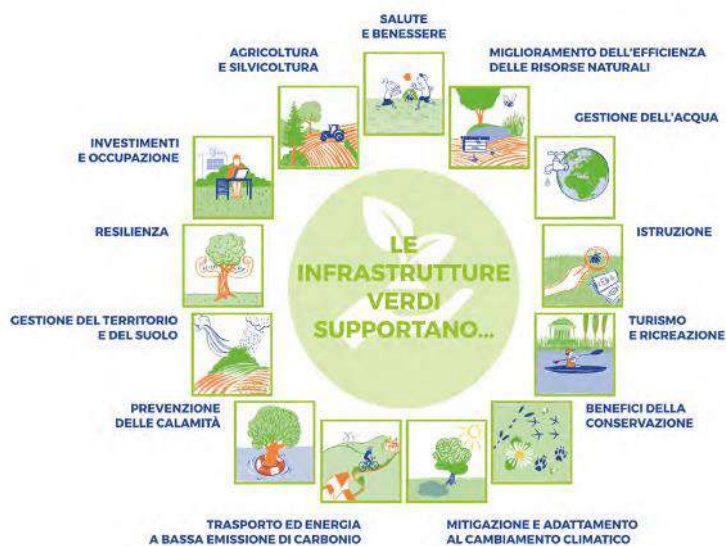 SALUTE
E BENESSERE
AGRICOLTURA
E SILVICOLTURA
MIGLIORAMENTO DELL'EFFICIENZA
DELLE RISORSE NATURALI
INVESTIMENTI
E OCCUPAZIONE
GESTIONE DELL'ACQUA
RESILIENZA
LE
INFRASTRUTTURE
VERDI
SUPPORTANO...
ISTRUZIONE
GESTIONE DEL TERRITORIO
E DEL SUOLO
TURISMO
E RICREAZIONE
PREVENZIONE
DELLE CALAMITÀ
BENEFICI DELLA
CONSERVAZIONE
TRASPORTO ED ENERGIA
A BASSA EMISSIONE DI CARBONIO
MITIGAZIONE E ADATTAMENTO
AL CAMBIAMENTO CLIMATICO